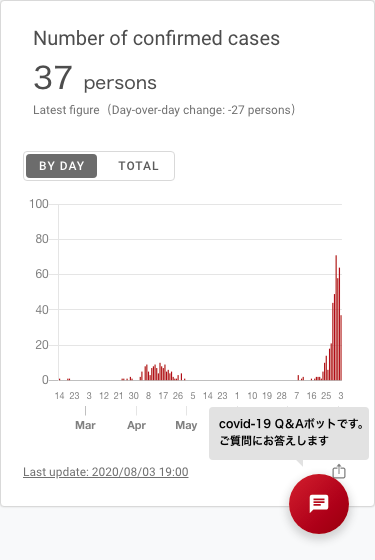 Number of confirmed cases
37 persons
Latest figure（Day-over-day change: -27 persons）
BY DAY TOTAL
100
80
60
40
20
0
14 23 3 12 21 30 8 17 26 5 14 23 1 10 19 28 7 16 25 3
Mar Apr May
covid-19 Q&Aボットです。
ご質問にお答えします
Last update: 2020/08/03 19:00